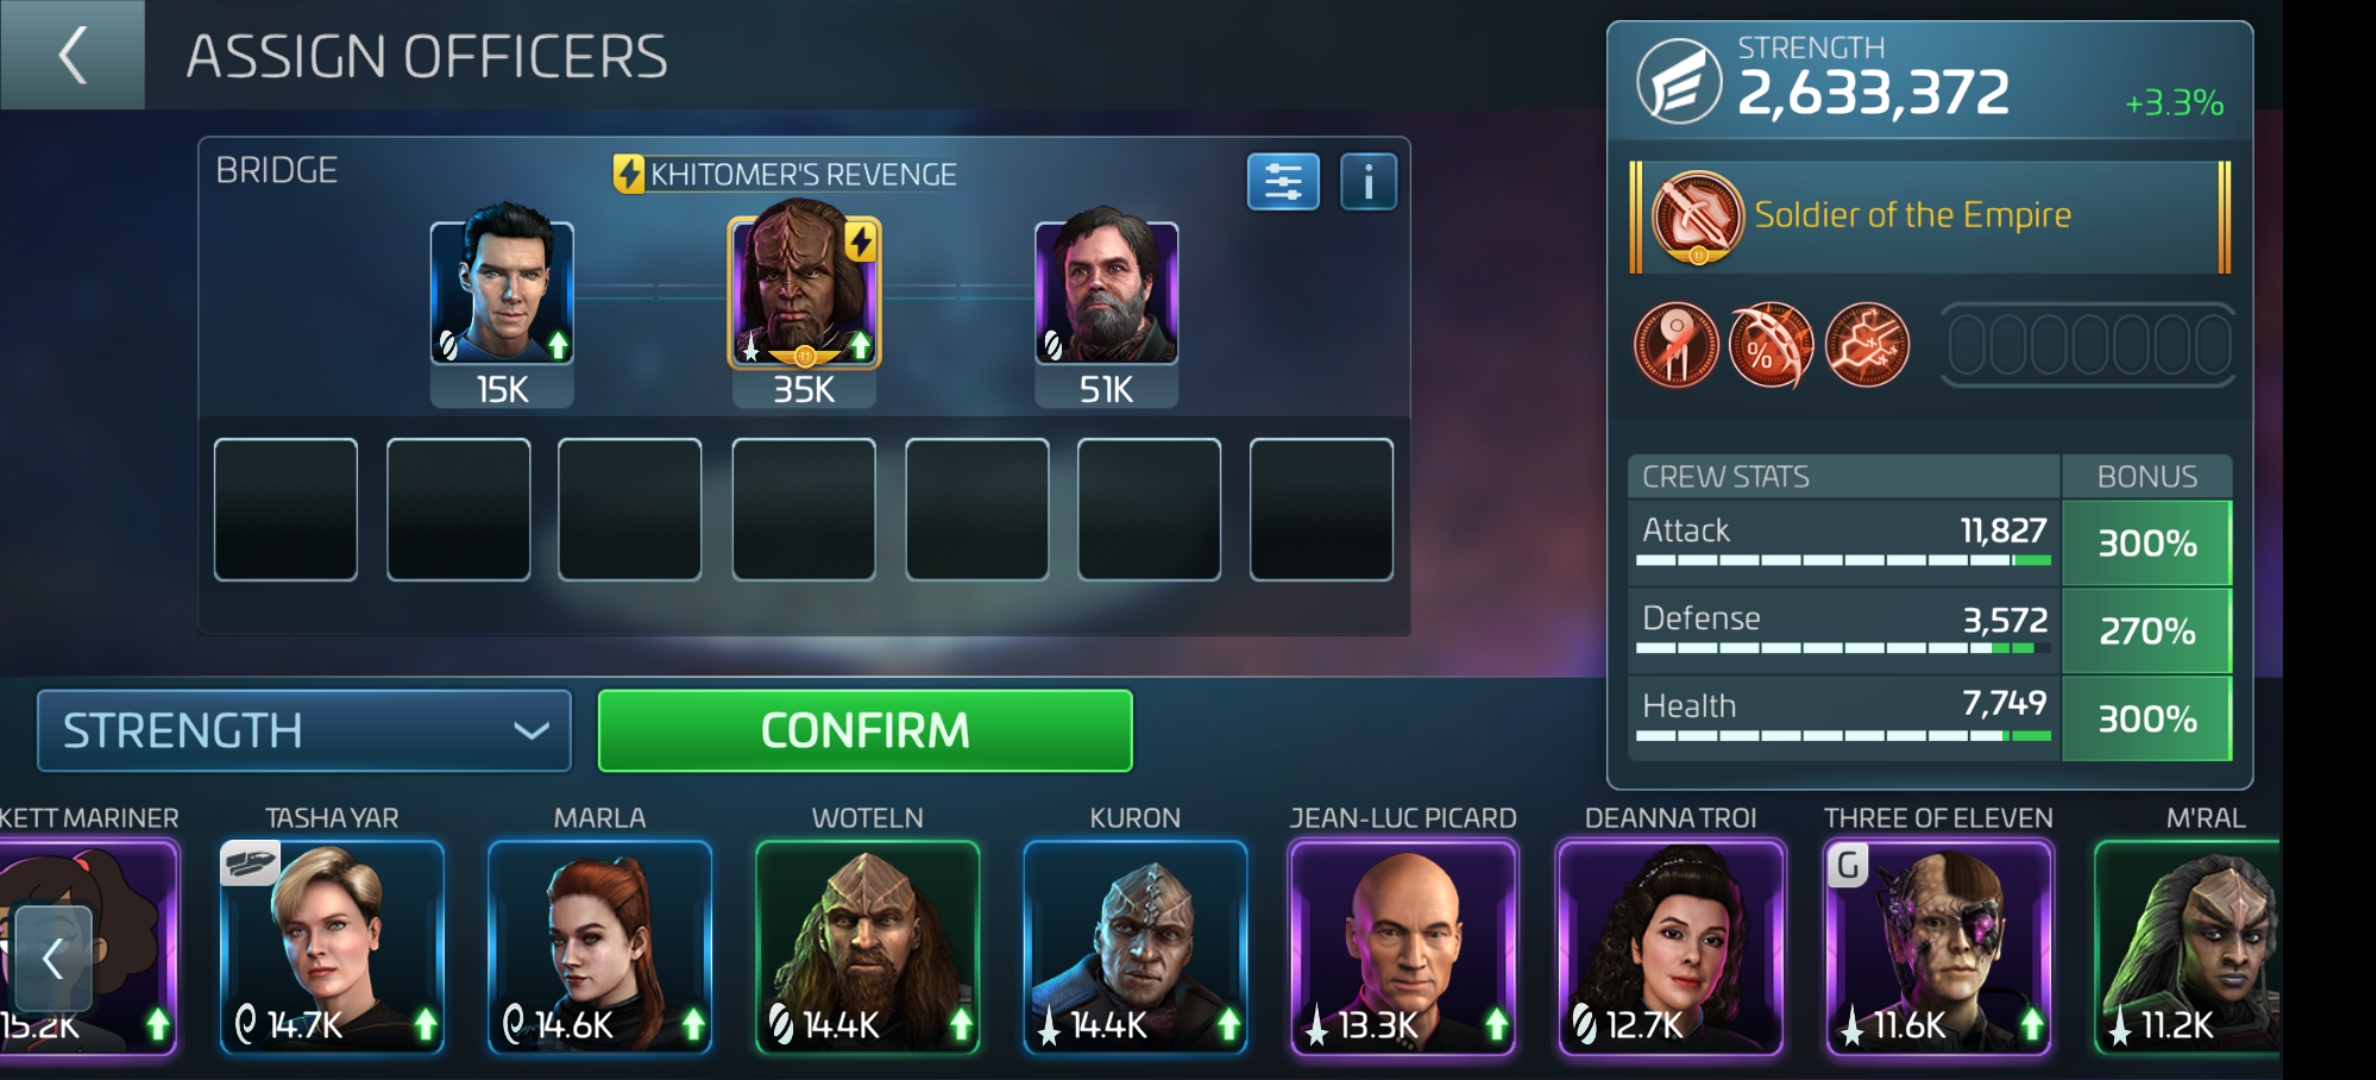 ASSIGN OFFICERS
STRENGTH
2,633,372
+3.3%
BRIDGE
KHITOMER'S REVENGE
i
Soldier of the Empire
%
15K
35K
51K
CREW STATS
BONUS
Attack
11,827
300%
Defense
3,572
270%
Health
7,749
300%
STRENGTH
CONFIRM
KETT MARINER
TASHA YAR
MARLA
WOTELN
KURON
JEAN-LUC PICARD
DEANNA TROI
THREE OF ELEVEN
M'RAL
G
15.2K
14.7K
14.6K
14.4K
14.4K
13.3K
12.7K
11.6K
11.2K